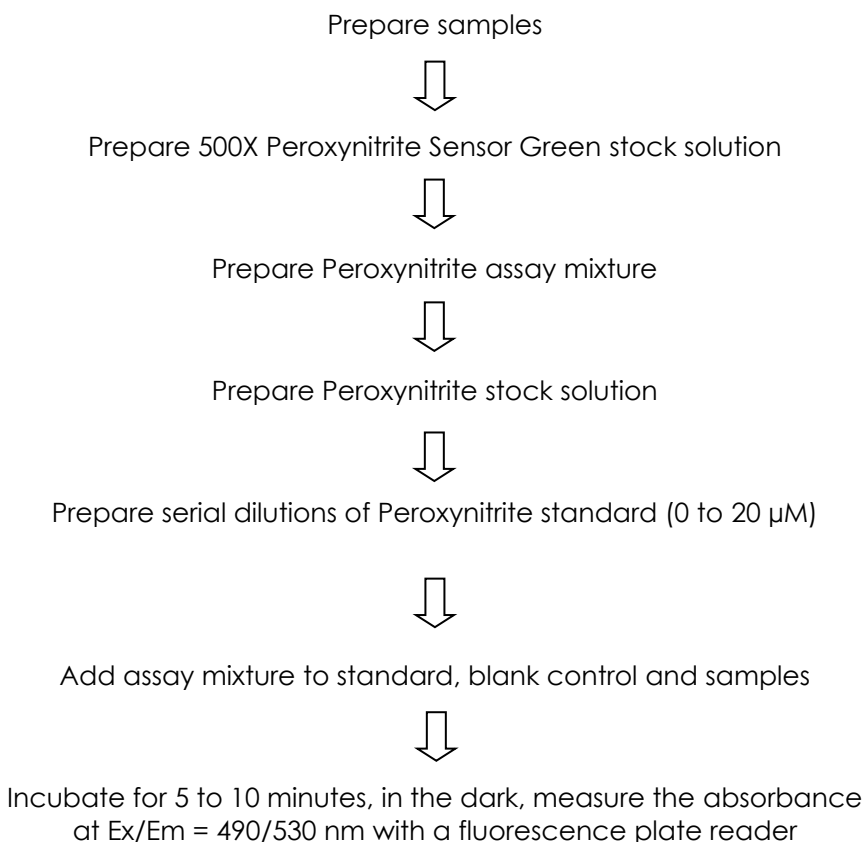 Prepare samples
Prepare 500X Peroxynitrite Sensor Green stock solution
Prepare Peroxynitrite assay mixture
Prepare Peroxynitrite stock solution
Prepare serial dilutions of Peroxynitrite standard (0 to 20 µM)
Add assay mixture to standard, blank control and samples
Incubate for 5 to 10 minutes, in the dark, measure the absorbance
at Ex/Em = 490/530 nm with a fluorescence plate reader